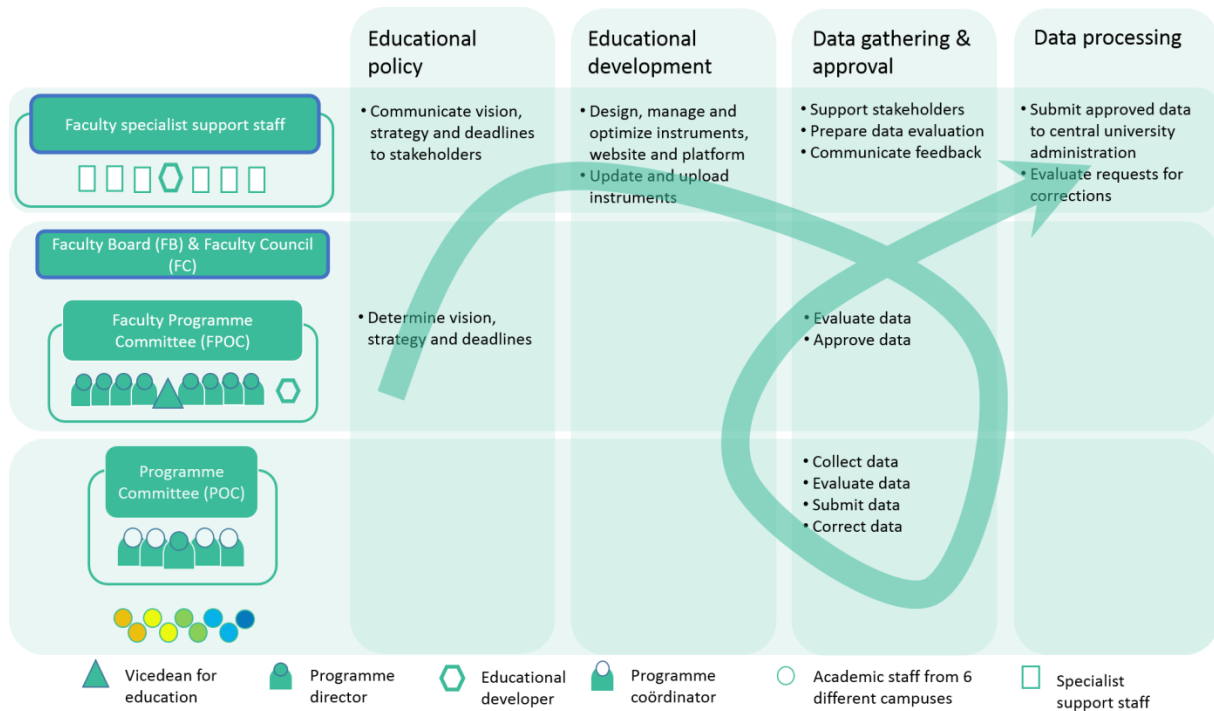 Educational
policy
Educational
development
Data gathering &
approval
Data processing
Faculty specialist support staff
• Communicate vision,
strategy and deadlines
to stakeholders
• Design, manage and
optimize instruments,
website and platform
• Update and upload
instruments
• Support stakeholders
• Prepare data evaluation
• Communicate feedback
• Submit approved data
to central university
administration
• Evaluate requests for
corrections
Faculty Board (FB) & Faculty Council
(FC)
Faculty Programme
Committee (FPOC)
• Determine vision,
strategy and deadlines
• Evaluate data
• Approve data
Programme
Committee (POC)
• Collect data
• Evaluate data
• Submit data
• Correct data
Vicedean for
education
Programme
director
Educational
developer
Programme
coördinator
Academic staff from 6
different campuses
Specialist
support staff